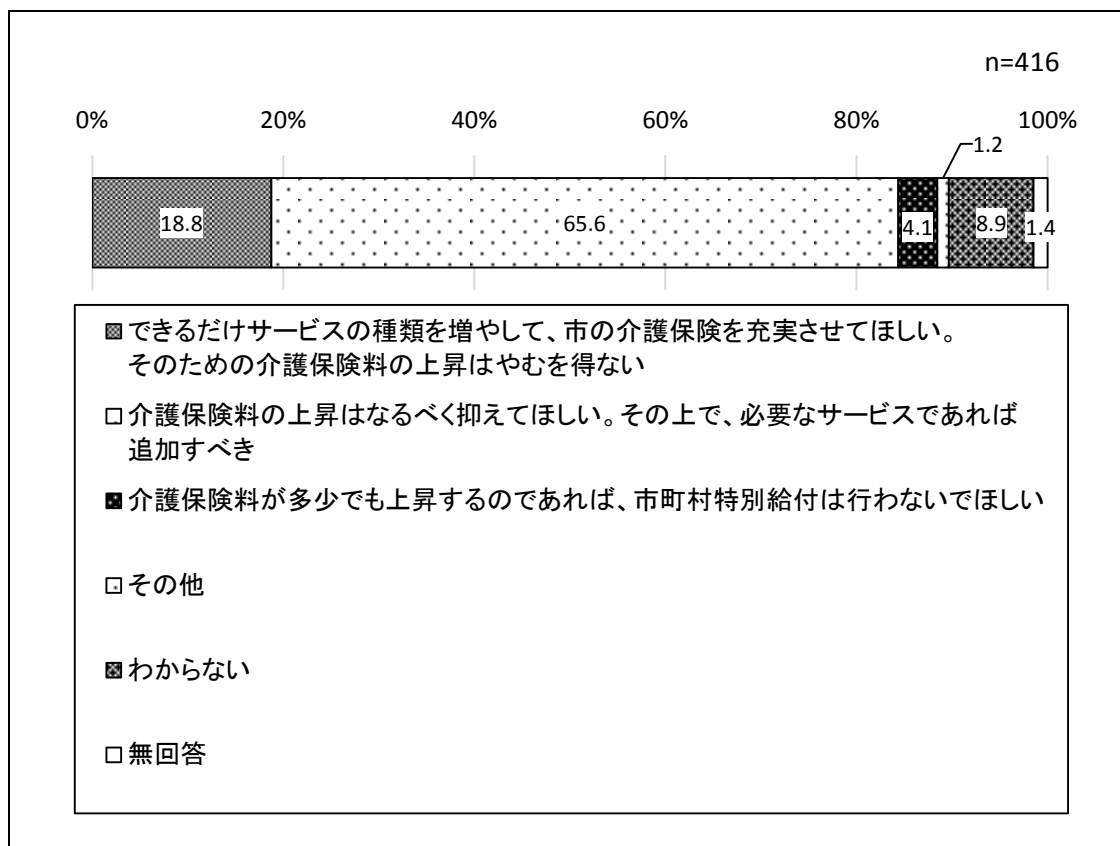 n=416
0% 20% 40% 60% 80% 100%
1.2
18.8 65.6 4.1 8.9 1.4
できるだけサービスの種類を増やして、市の介護保険を充実させてほしい。
そのための介護保険料の上昇はやむを得ない
介護保険料の上昇はなるべく抑えてほしい。その上で、必要なサービスであれば
追加すべき
介護保険料が多少でも上昇するのであれば、市町村特別給付は行わないでほしい
その他
わからない
無回答